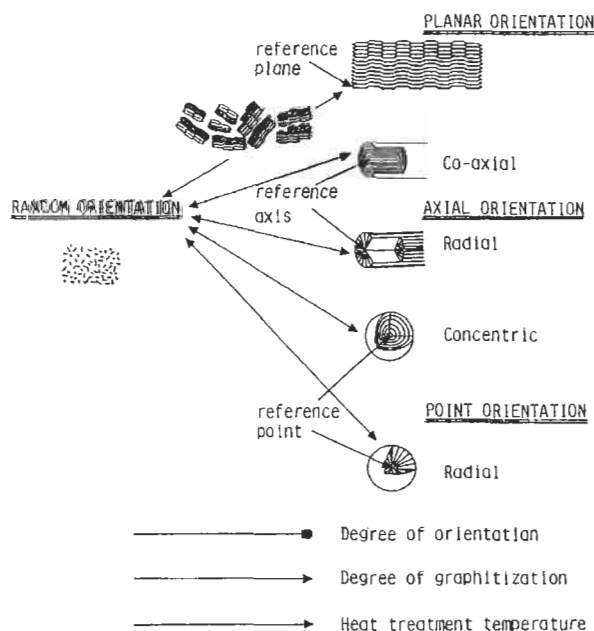 PLANAR ORIENTATION
reference
plane
Co-axial
RANDOM ORIENTATION
reference
axis
AXIAL ORIENTATION
Radial
Concentric
reference
point
POINT ORIENTATION
Radial
Degree of orientation
Degree of graphitization
Heat treatment temperature